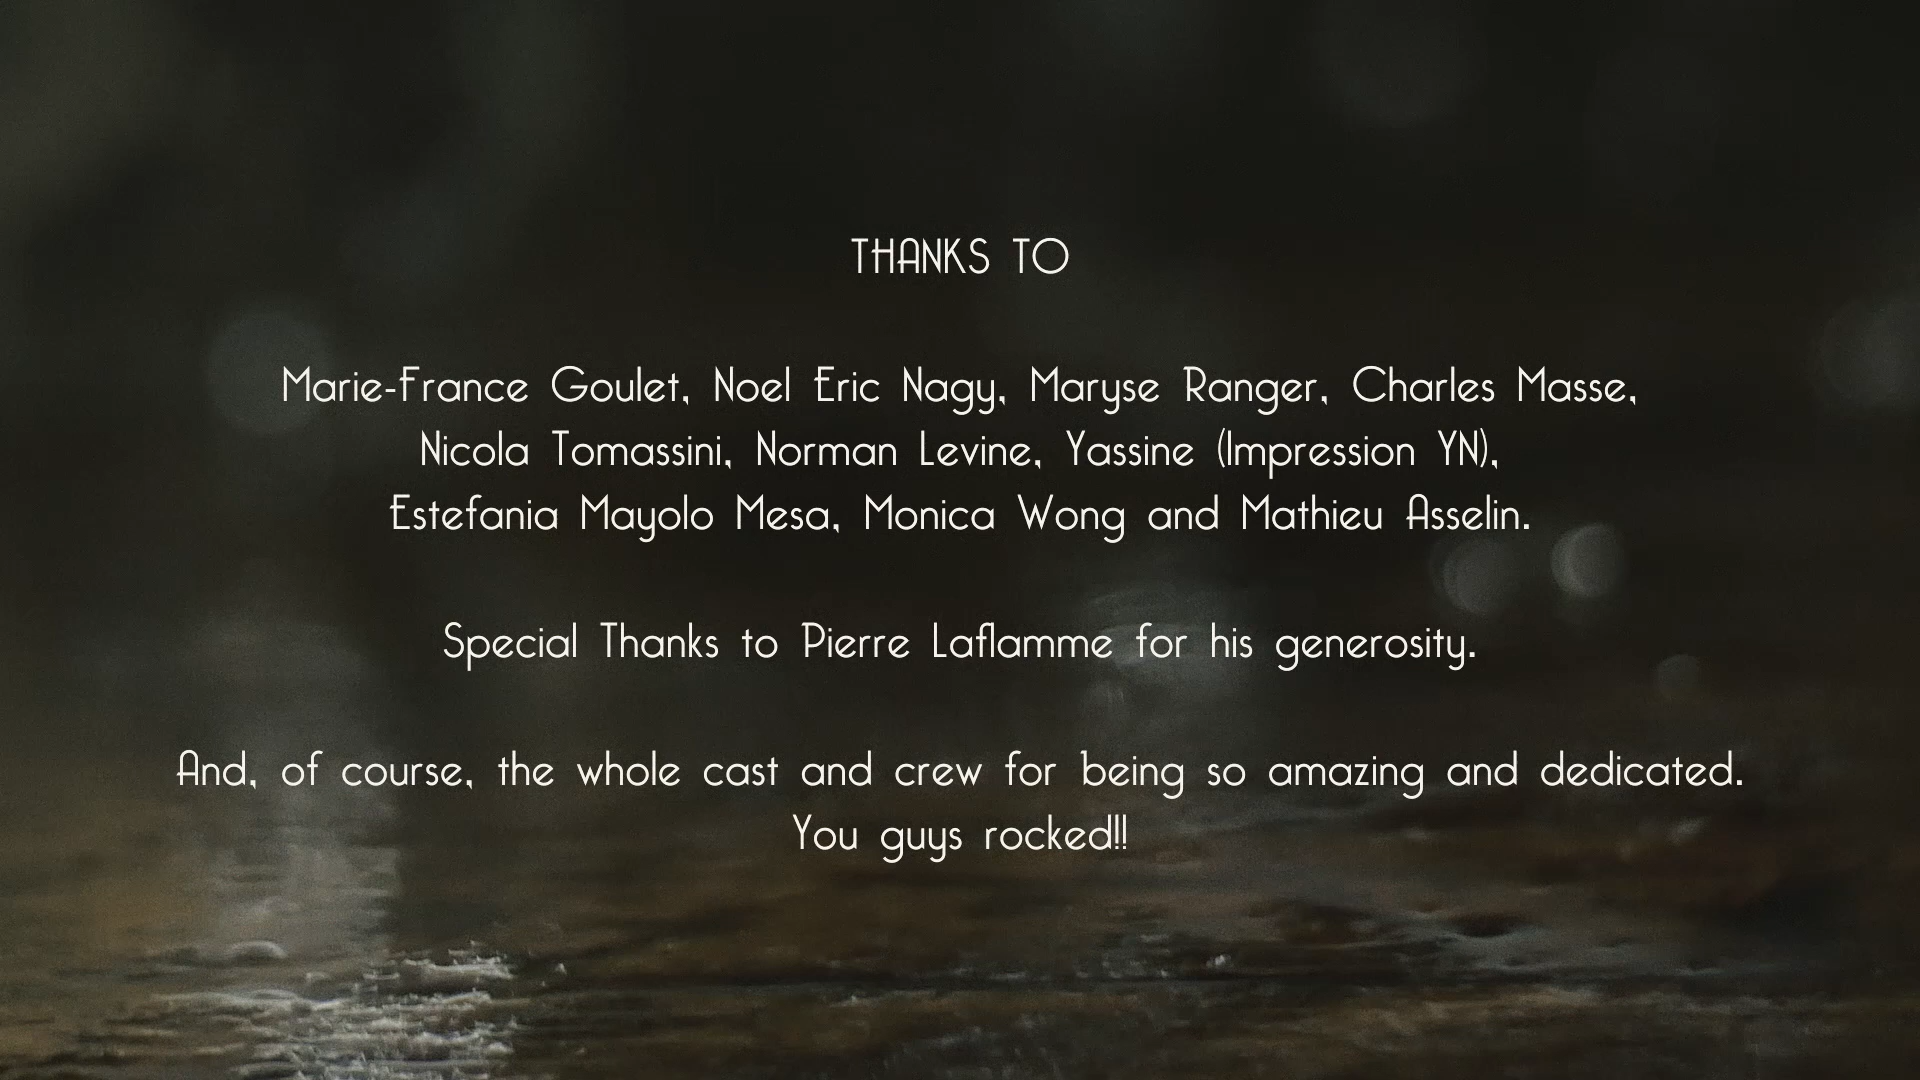 THANKS TO
Marie-France Goulet, Noel Eric Nagy, Maryse Ranger, Charles Masse,
Nicola Tomassini, Norman Levine, Yassine (Impression YN),
Estefania Mayolo Mesa, Monica Wong and Mathieu Asselin.
Special Thanks to Pierre Laflamme for his generosity.
And, of course, the whole cast and crew for being so amazing and dedicated.
You guys rocked!!